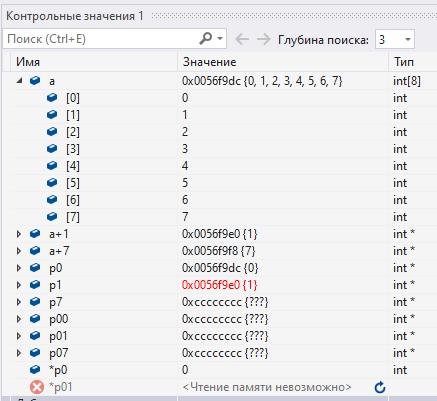 Контрольные значения 1
Поиск (Ctrl+E) Глубина поиска: 3
Имя Значение Тип
a 0x0056f9dc {0, 1, 2, 3, 4, 5, 6, 7} int[8]
[0] 0 int
[1] 1 int
[2] 2 int
[3] 3 int
[4] 4 int
[5] 5 int
[6] 6 int
[7] 7 int
a+1 0x0056f9e0 {1} int *
a+7 0x0056f9f8 {7} int *
p0 0x0056f9dc {0} int *
p1 0x0056f9e0 {1} int *
p7 0xcccccccc {???} int *
p00 0xcccccccc {???} int *
p01 0xcccccccc {???} int *
p07 0xcccccccc {???} int *
*p0 0 int
*p01 <Чтение памяти невозможно>